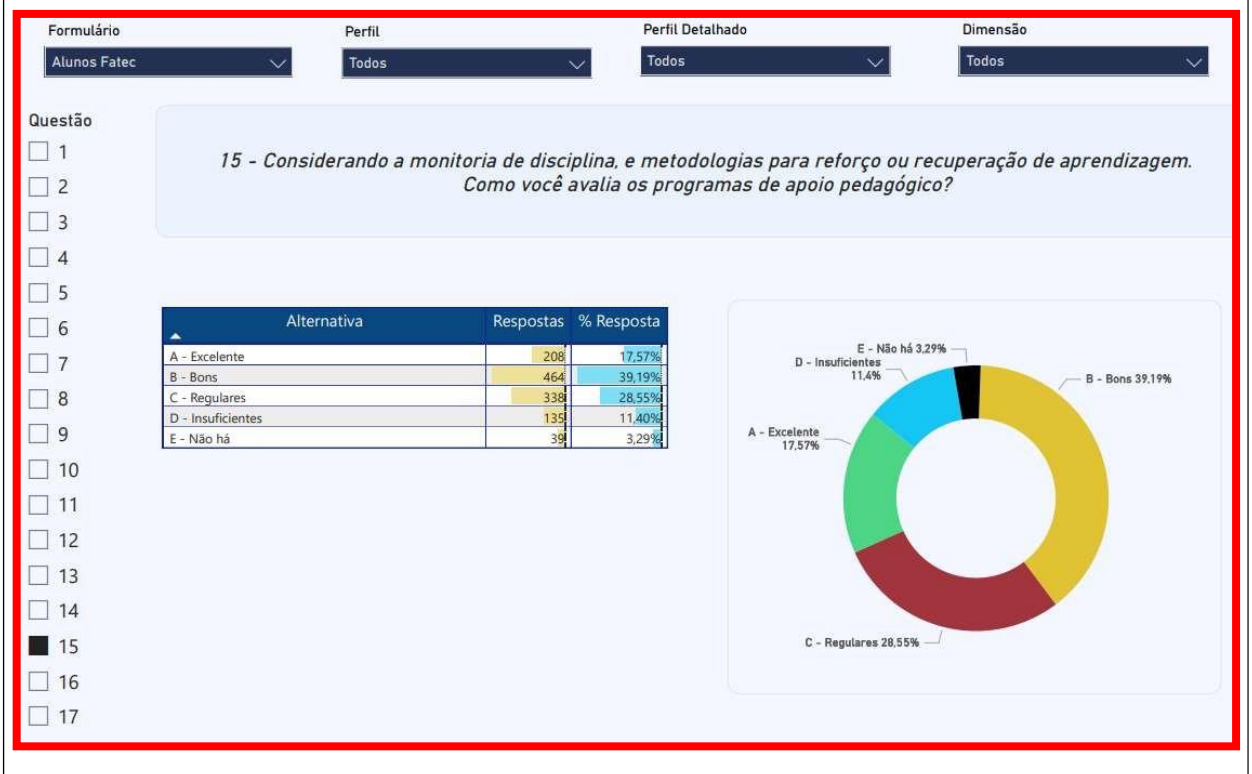 Formulário
Perfil
Perfil Detalhado
Dimensão
Alunos Fatec
Todos
Todos
Todos
Questão
1
2
3
4
5
6
7
8
9
10
11
12
13
14
15
16
17
15 - Considerando a monitoria de disciplina, e metodologias para reforço ou recuperação de aprendizagem.
Como você avalia os programas de apoio pedagógico?
Alternativa Respostas % Resposta
A - Excelente 208 17,57%
B - Bons 464 39,19%
C - Regulares 338 28,55%
D - Insuficientes 135 11,40%
E - Não há 39 3,29%
E - Não há 3,29%
D - Insuficientes
11,4%
B - Bons 39,19%
A - Excelente
17,57%
C - Regulares 28,55%